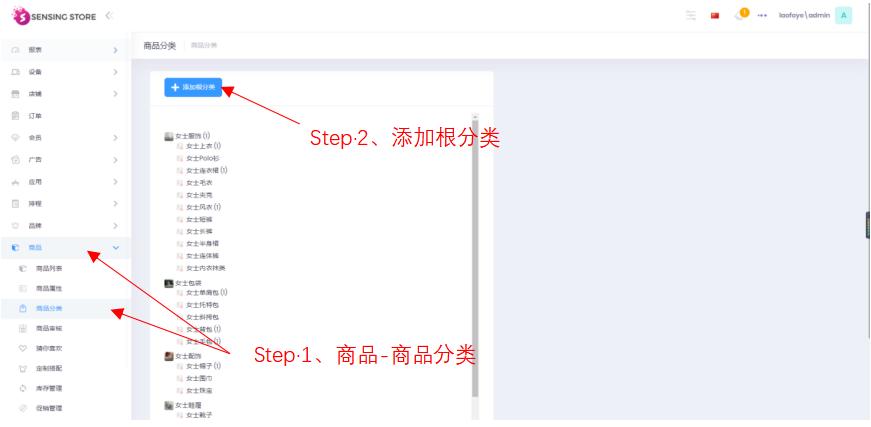 SENSING STORE
laofaye\admin
A
1
报表
设备
店铺
订单
会员
广告
应用
排程
品牌
商品
商品列表
商品属性
商品分类
商品审核
猜你喜欢
定制搭配
库存管理
促销管理
商品分类
商品分类
添加根分类
Step·2、添加根分类
女士服饰 (1)
女士上衣 (1)
女士Polo衫
女士连衣裙 (1)
女士毛衣
女士夹克
女士风衣 (1)
女士短裤
女士长裤
女士半身裙
女士连体裤
女士内衣抹胸
女士包袋
女士单肩包 (1)
女士托特包
女士斜挎包
女士背包 (1)
女士手包 (1)
女士配饰
女士帽子 (1)
女士围巾
女士珠宝
女士鞋履
女士靴子
Step·1、商品-商品分类